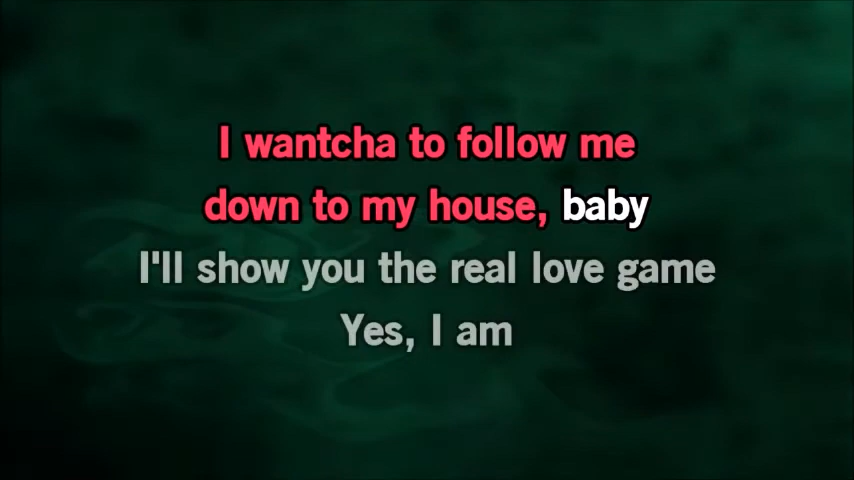 I wantcha to follow me
down to my house, baby
I'll show you the real love game
Yes, I am